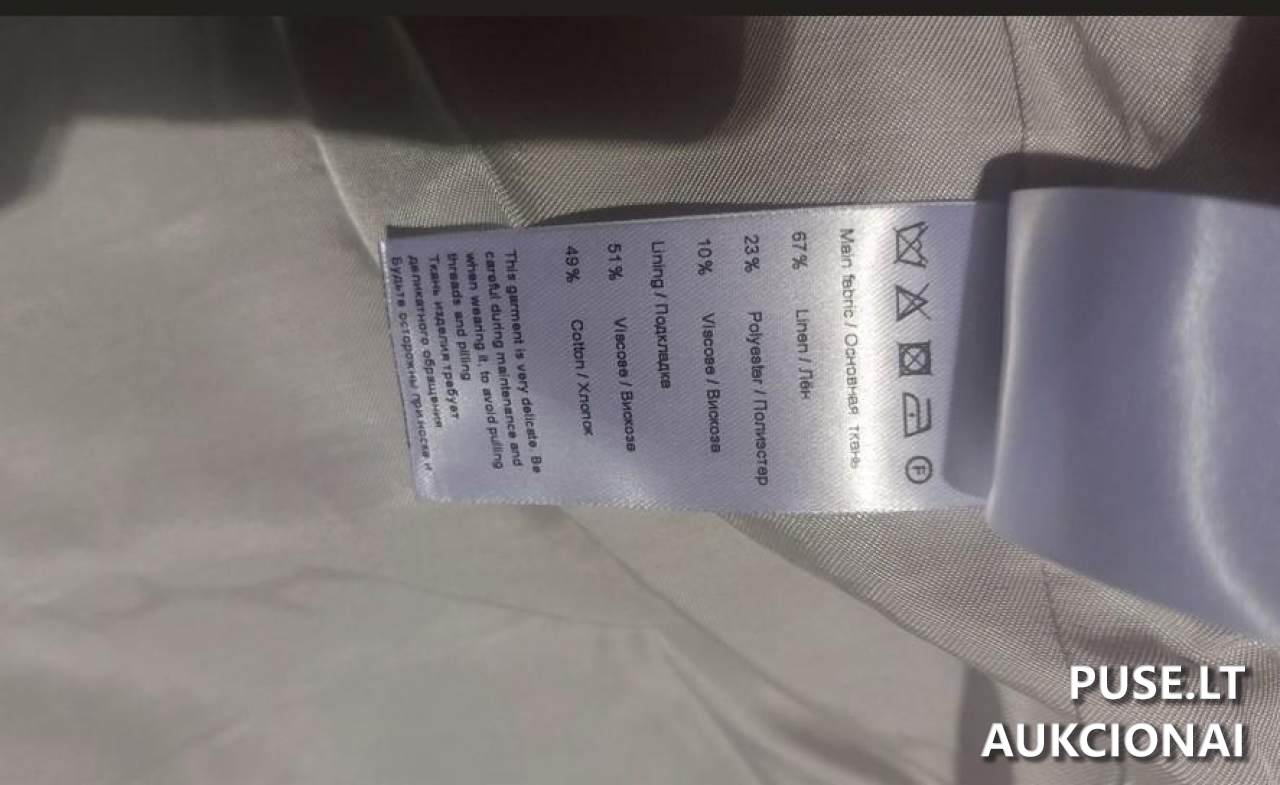 Main fabric / Основная ткань
67% Linen / Лён
23% Polyester / Полиэстер
10% Viscose / Вискоза
Lining / Подкладка
51% Viscose / Вискоза
49% Cotton / Хлопок
This garment is very delicate. Be
careful during maintenance and
when wearing it, to avoid pulling
threads and pilling
Ткань изделия требует
деликатного обращения.
Будьте осторожны при носке и
F
PUSE.LT
AUKCIONAI